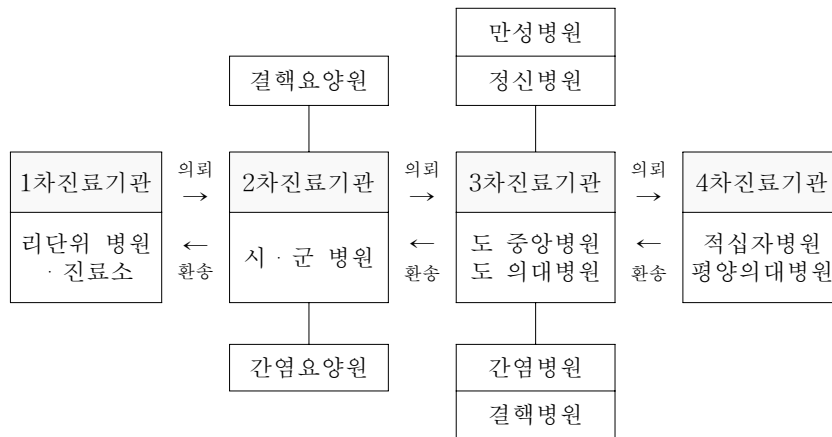 만성병원
결핵요양원
정신병원
1차진료기관
의뢰
→
2차진료기관
의뢰
→
3차진료기관
의뢰
→
4차진료기관
리단위 병원
· 진료소
←
환송
시 · 군 병원
←
환송
도 중앙병원
도 의대병원
←
환송
적십자병원
평양의대병원
간염요양원
간염병원
결핵병원